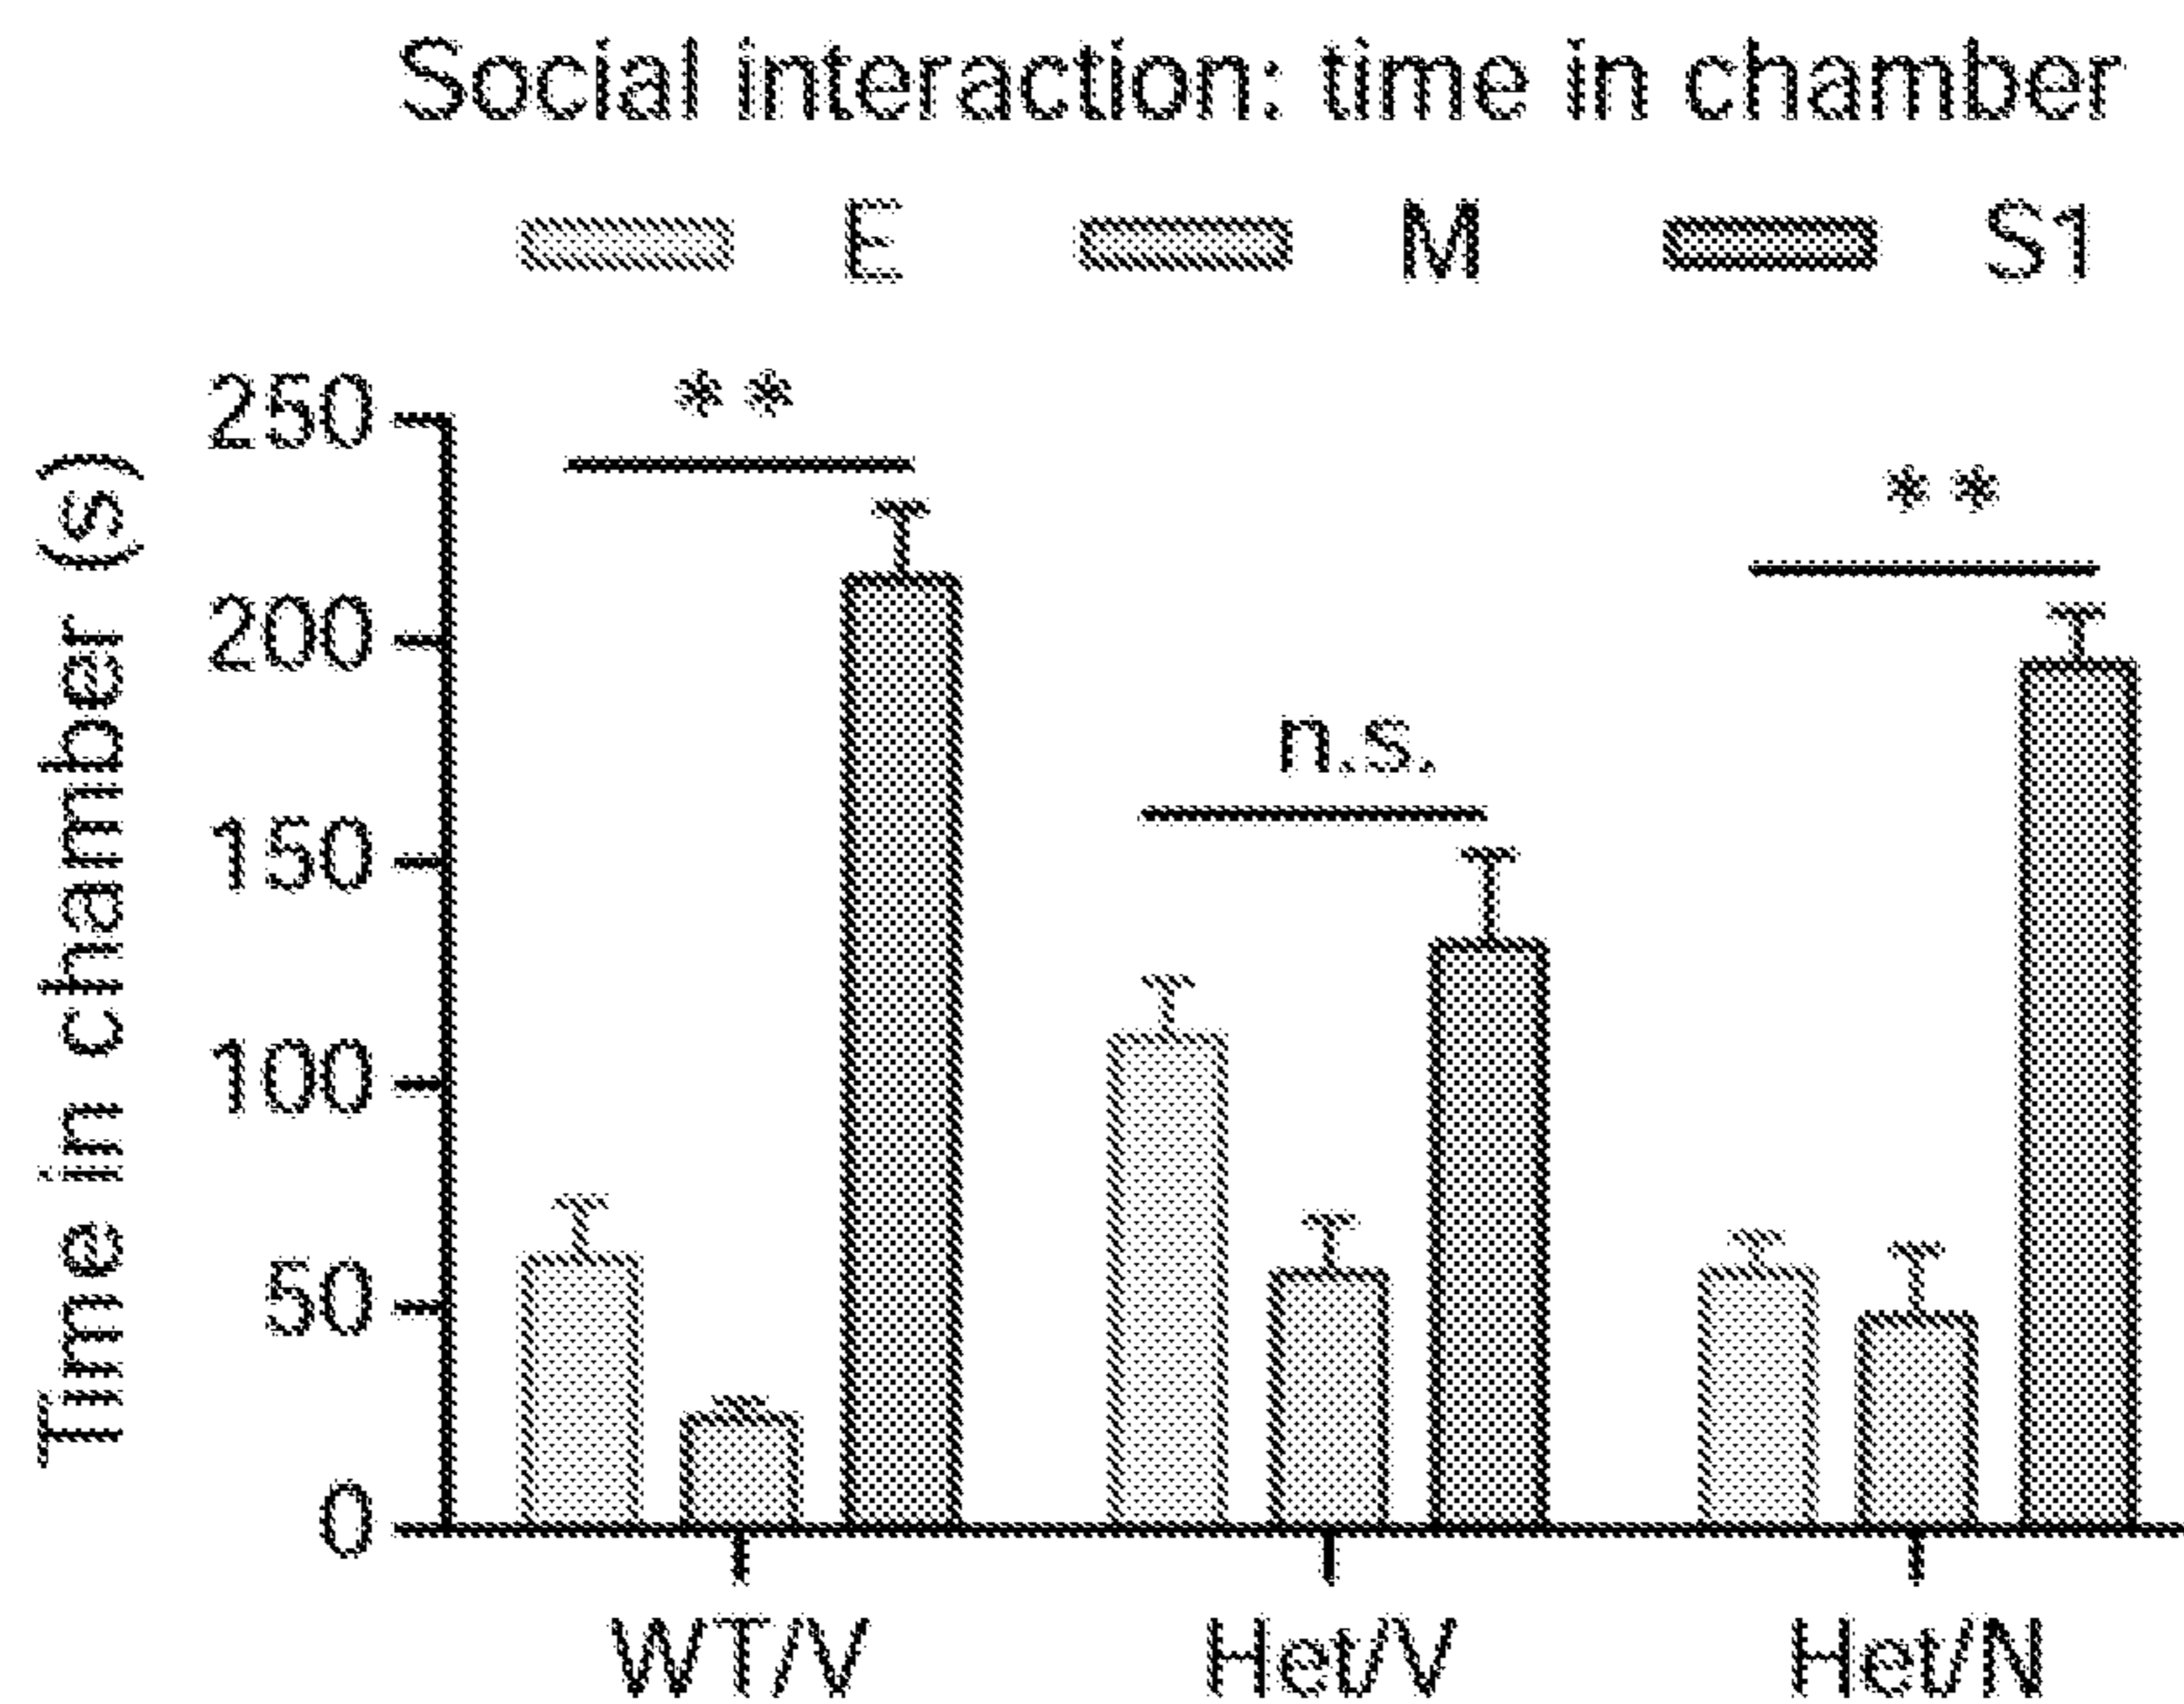 Social interaction: time in chamber
E M S1
Time in chamber (s)
250
200
150
100
50
0
**
n.s.
**
WT/V Het/V Het/N